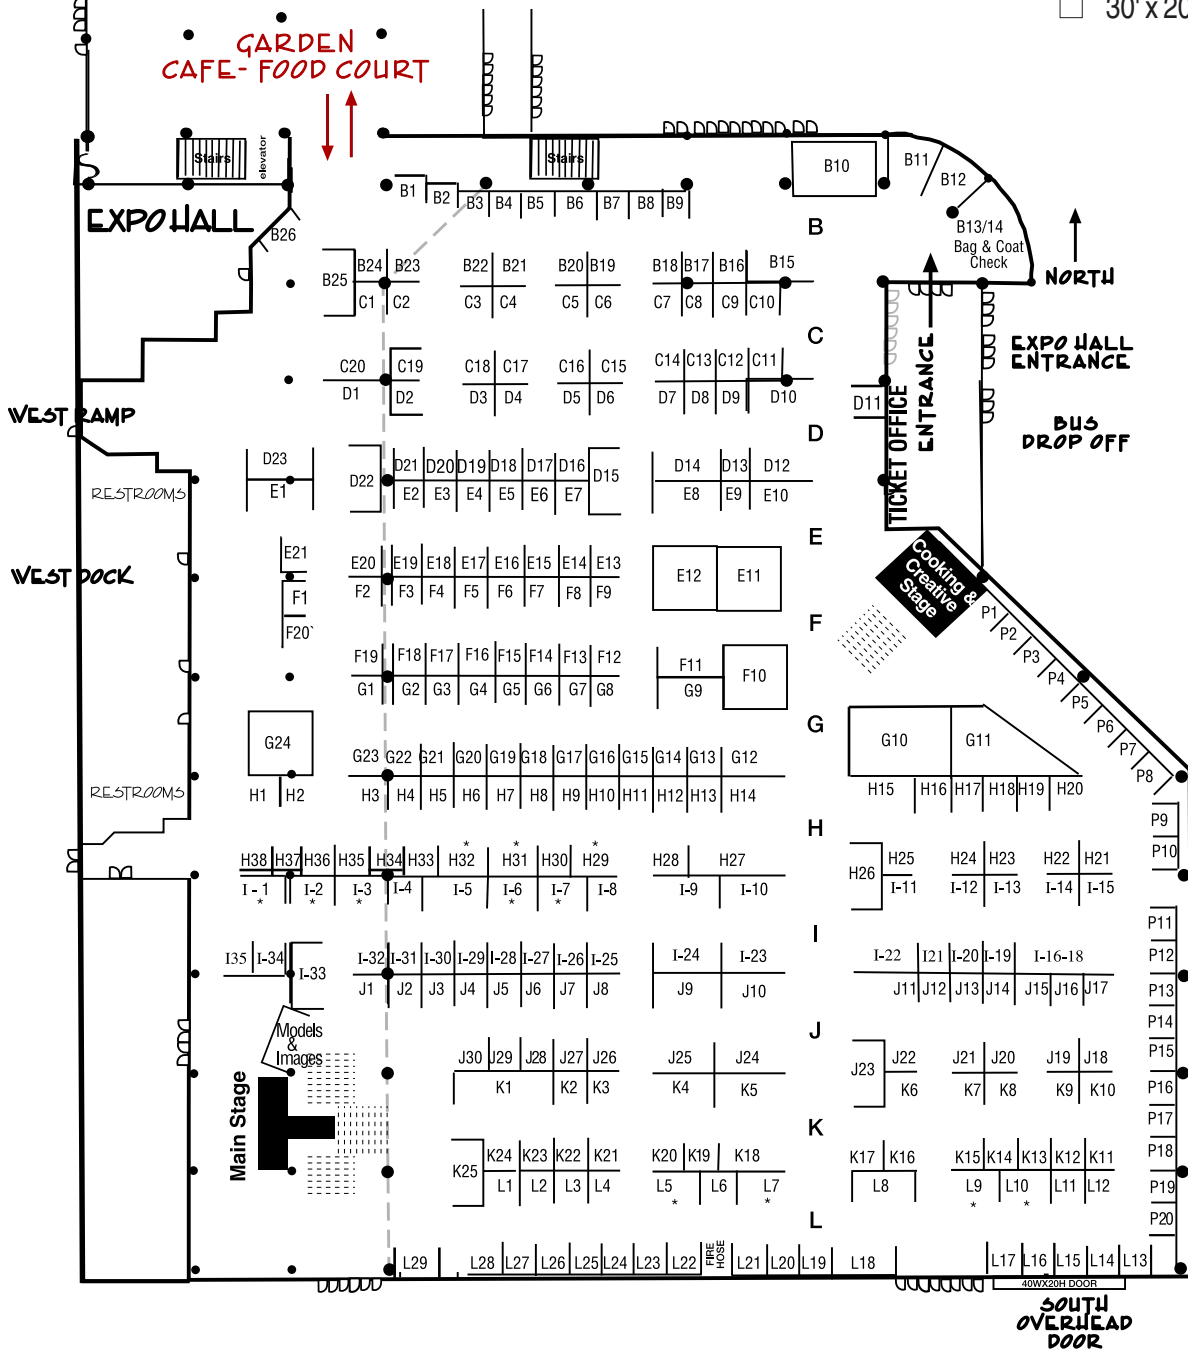 30' x 20
GARDEN
CAFE- FOOD COURT
Stairs
elevator
Stairs
B10
B11
B12
B1 B2 B3 B4 B5 B6 B7 B8 B9
EXPO HALL
B26
B
B13/14
Bag & Coat
Check
NORTH
B25 B24 B23 B22 B21 B20 B19 B18 B17 B16 B15
C1 C2 C3 C4 C5 C6 C7 C8 C9 C10
C
EXPO HALL
ENTRANCE
ENTRANCE
TICKET OFFICE
C20 C19 C18 C17 C16 C15 C14 C13 C12 C11
D1 D2 D3 D4 D5 D6 D7 D8 D9 D10
D11
WEST RAMP
BUS
DROP OFF
D
D23 D22 D21 D20 D19 D18 D17 D16 D15 D14 D13 D12
E1 E2 E3 E4 E5 E6 E7 E8 E9 E10
RESTROOMS
E
Cooking &
Creative
Stage
E21 E20 E19 E18 E17 E16 E15 E14 E13 E12 E11
WEST DOCK
F1 F2 F3 F4 F5 F6 F7 F8 F9
F20`
F
P1
P2
P3
P4
P5
P6
P7
P8
F19 F18 F17 F16 F15 F14 F13 F12 F11 F10
G1 G2 G3 G4 G5 G6 G7 G8 G9
G
G24 G10 G11
G23 G22 G21 G20 G19 G18 G17 G16 G15 G14 G13 G12
RESTROOMS
H1 H2 H3 H4 H5 H6 H7 H8 H9 H10 H11 H12 H13 H14 H15 H16 H17 H18 H19 H20
H
P9
P10
* * *
H38 H37 H36 H35 H34 H33 H32 H31 H30 H29 H28 H27 H26 H25 H24 H23 H22 H21
I - 1 I-2 I-3 I-4 I-5 I-6 I-7 I-8 I-9 I-10 I-11 I-12 I-13 I-14 I-15
* * * * *
I
P11
I35 I-34 I-33 I-32 I-31 I-30 I-29 I-28 I-27 I-26 I-25 I-24 I-23 I-22 I21 I-20 I-19 I-16-18
P12
J1 J2 J3 J4 J5 J6 J7 J8 J9 J10 J11 J12 J13 J14 J15 J16 J17
P13
P14
Models
&
Images
J
J30 J29 J28 J27 J26 J25 J24 J23 J22 J21 J20 J19 J18
P15
K1 K2 K3 K4 K5 K6 K7 K8 K9 K10
P16
Main Stage
K
P17
K25 K24 K23 K22 K21 K20 K19 K18 K17 K16 K15 K14 K13 K12 K11
P18
L1 L2 L3 L4 L5 L6 L7 L8 L9 L10 L11 L12
P19
* * * *
L
P20
L29 L28 L27 L26 L25 L24 L23 L22
FIRE
HOSE
L21 L20 L19 L18 L17 L16 L15 L14 L13
40WX20H DOOR
SOUTH
OVERHEAD
DOOR